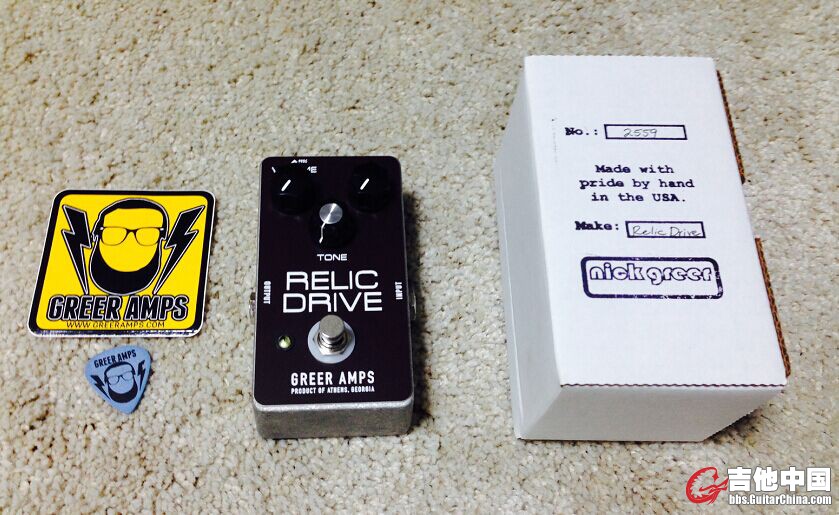 GREER AMPS
WWW.GREERAMPS.COM
GREER AMPS
TONE
RELIC
DRIVE
OUTPUT
INPUT
GREER AMPS
PRODUCT OF ATHENS, GEORGIA
No.: 2559
Made with
pride by hand
in the USA.
Make: Relic Drive
nick greer
吉他中国
bbs.GuitarChina.com